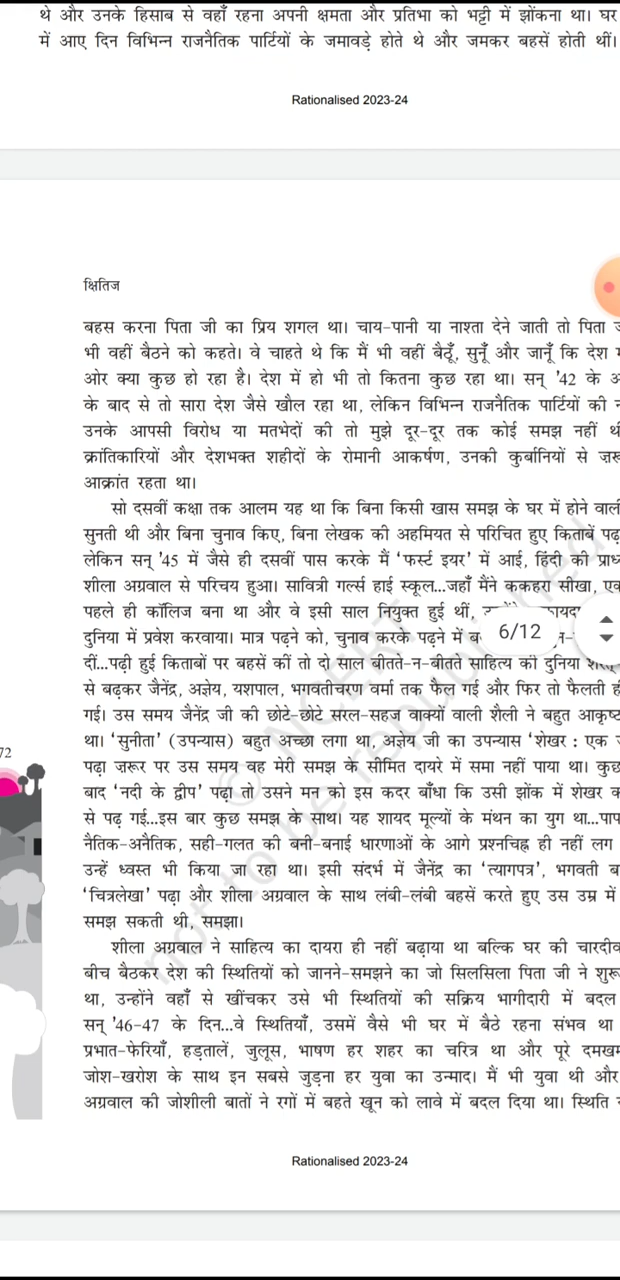 थे और उनके हिसाब से वहाँ रहना अपनी क्षमता और प्रतिभा को भट्टी में झोंकना था। घर
में आए दिन विभिन्न राजनैतिक पार्टियों के जमावड़े होते थे और जमकर बहसें होती थीं।
Rationalised 2023-24
क्षितिज
बहस करना पिता जी का प्रिय शगल था। चाय-पानी या नाश्ता देने जाती तो पिता
भी वहीं बैठने को कहते। वे चाहते थे कि मैं भी वहीं बैठूँ, सुनूँ और जानूँ कि देश
ओर क्या कुछ हो रहा है। देश में हो भी तो कितना कुछ रहा था। सन् '42 के
के बाद से तो सारा देश जैसे खौल रहा था, लेकिन विभिन्न राजनैतिक पार्टियों की
उनके आपसी विरोध या मतभेदों की तो मुझे दूर-दूर तक कोई समझ नहीं
क्रांतिकारियों और देशभक्त शहीदों के रोमानी आकर्षण, उनकी कुर्बानियों से
आक्रांत रहता था।
सो दसवीं कक्षा तक आलम यह था कि बिना किसी खास समझ के घर में होने
सुनती थी और बिना चुनाव किए, बिना लेखक की अहमियत से परिचित हुए किताबें
लेकिन सन् '45 में जैसे ही दसवीं पास करके मैं 'फर्स्ट इयर' में आई, हिंदी की
शीला अग्रवाल से परिचय हुआ। सावित्री गर्ल्स हाई स्कूल...जहाँ मैंने ककहरा सीखा,
पहले ही कॉलिज बना था और वे इसी साल नियुक्त हुई थीं,
दुनिया में प्रवेश करवाया। मात्र पढ़ने को, चुनाव करके पढ़ने में
6/12
दीं...पढ़ी हुई किताबों पर बहसें कीं तो दो साल बीतते-न-बीतते साहित्य की दुनिया
से बढ़कर जैनेंद्र, अज्ञेय, यशपाल, भगवतीचरण वर्मा तक फैल गई और फिर तो फैलती
गई। उस समय जैनेंद्र जी की छोटे-छोटे सरल-सहज वाक्यों वाली शैली ने बहुत आकृष्ट
था। 'सुनीता' (उपन्यास) बहुत अच्छा लगा था, अज्ञेय जी का उपन्यास 'शेखर : एक
पढ़ा ज़रूर पर उस समय वह मेरी समझ के सीमित दायरे में समा नहीं पाया था। कुछ
72
बाद 'नदी के द्वीप' पढ़ा तो उसने मन को इस कदर बाँधा कि उसी झोंक में शेखर
से पढ़ गई...इस बार कुछ समझ के साथ। यह शायद मूल्यों के मंथन का युग था...पाप
नैतिक-अनैतिक, सही-गलत की बनी-बनाई धारणाओं के आगे प्रश्नचिह्न ही नहीं लग
उन्हें ध्वस्त भी किया जा रहा था। इसी संदर्भ में जैनेंद्र का 'त्यागपत्र', भगवती
'चित्रलेखा' पढ़ा और शीला अग्रवाल के साथ लंबी-लंबी बहसें करते हुए उस उम्र में
समझ सकती थी, समझा।
शीला अग्रवाल ने साहित्य का दायरा ही नहीं बढ़ाया था बल्कि घर की
बीच बैठकर देश की स्थितियों को जानने-समझने का जो सिलसिला पिता जी ने
था, उन्होंने वहाँ से खींचकर उसे भी स्थितियों की सक्रिय भागीदारी में बदल
सन् '46-47 के दिन...वे स्थितियाँ, उसमें वैसे भी घर में बैठे रहना संभव था
प्रभात-फेरियाँ, हड़तालें, जुलूस, भाषण हर शहर का चरित्र था और पूरे
जोश-खरोश के साथ इन सबसे जुड़ना हर युवा का उन्माद। मैं भी युवा थी और
अग्रवाल की जोशीली बातों ने रगों में बहते खून को लावे में बदल दिया था। स्थिति
Rationalised 2023-24
© NCERT
not to be republished